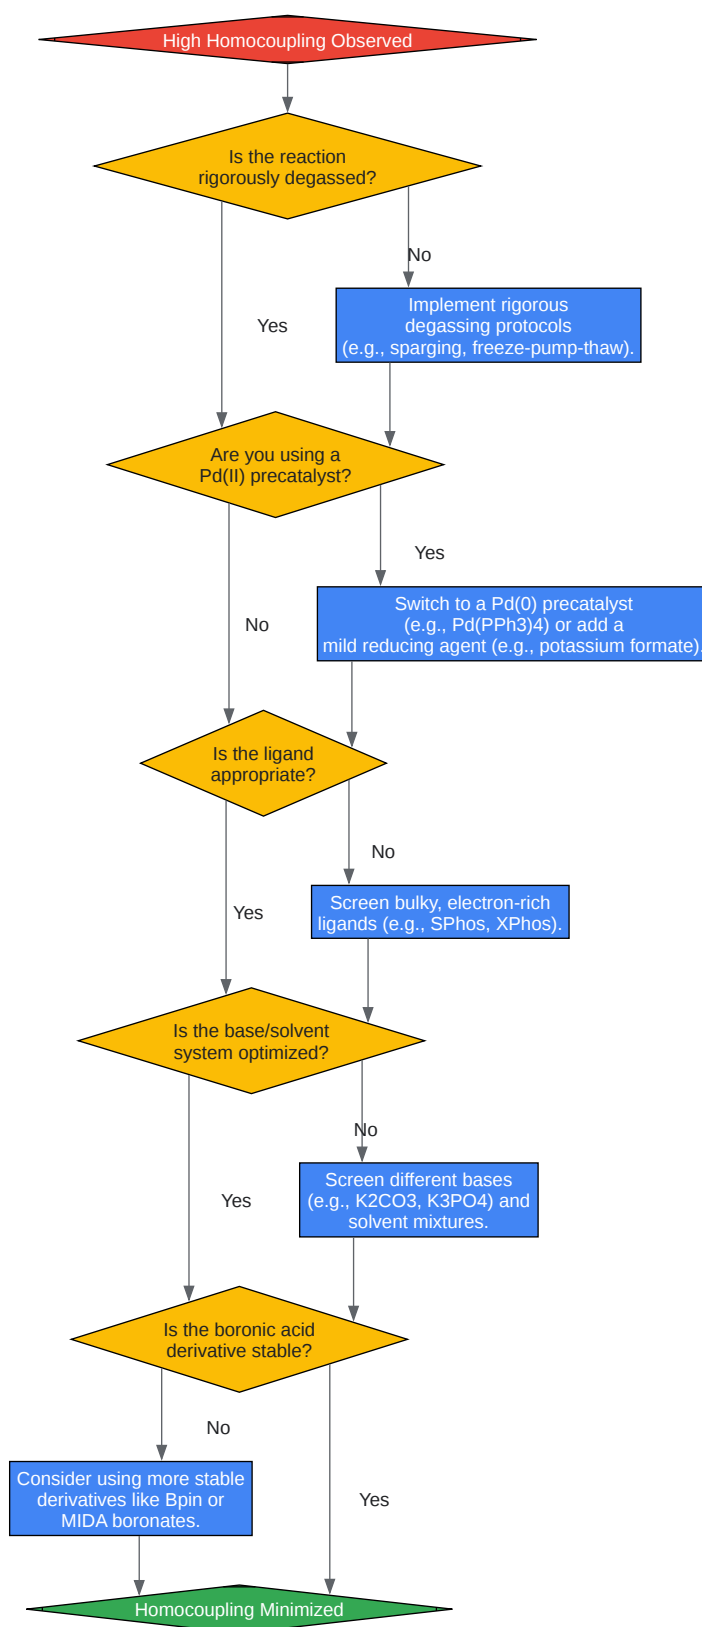 High Homocoupling Observed
Is the reaction
rigorously degassed?
No
Implement rigorous
degassing protocols
(e.g., sparging, freeze-pump-thaw).
Yes
Are you using a
Pd(II) precatalyst?
Yes
Switch to a Pd(0) precatalyst
(e.g., Pd(PPh3)4) or add a
mild reducing agent (e.g., potassium formate).
No
Is the ligand
appropriate?
No
Screen bulky, electron-rich
ligands (e.g., SPhos, XPhos).
Yes
Is the base/solvent
system optimized?
No
Screen different bases
(e.g., K2CO3, K3PO4) and
solvent mixtures.
Yes
Is the boronic acid
derivative stable?
No
Consider using more stable
derivatives like Bpin or
MIDA boronates.
Yes
Homocoupling Minimized